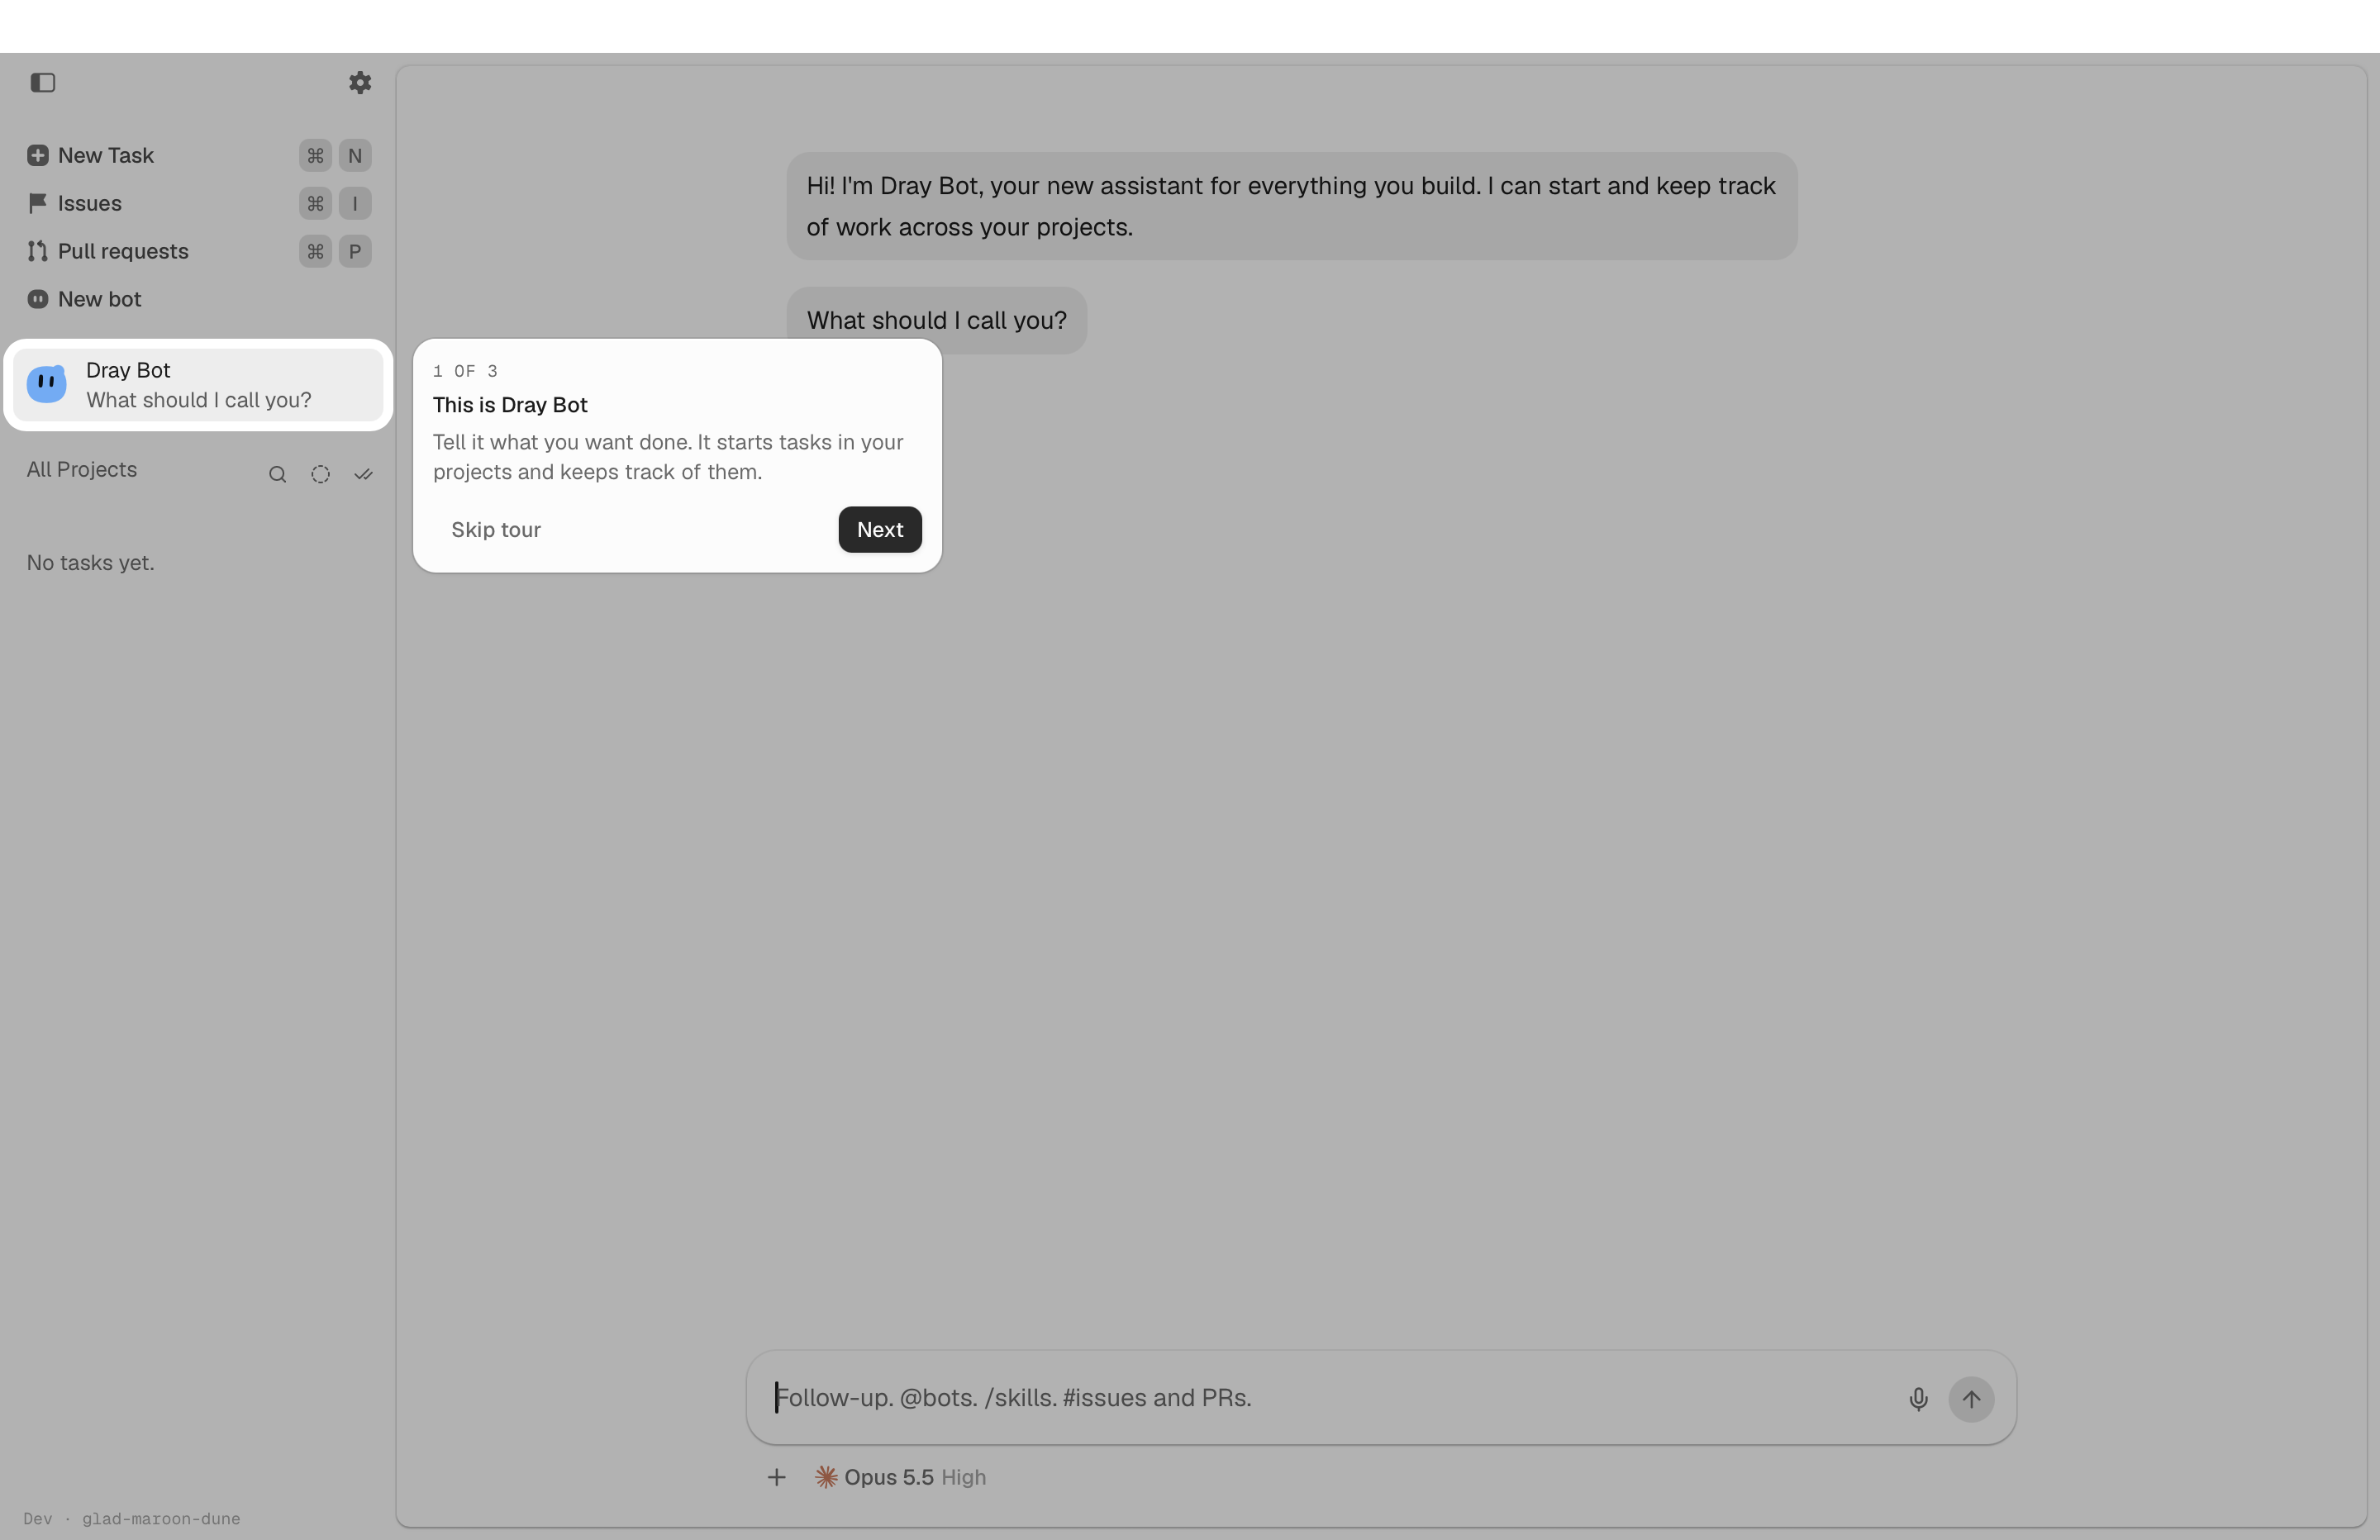 New Task ⌘ N
Issues ⌘ I
Pull requests ⌘ P
New bot
Dray Bot
What should I call you?
All Projects
No tasks yet.
Dev · glad-maroon-dune
Hi! I'm Dray Bot, your new assistant for everything you build. I can start and keep track
of work across your projects.
What should I call you?
1 OF 3
This is Dray Bot
Tell it what you want done. It starts tasks in your
projects and keeps track of them.
Skip tour
Next
Follow-up. @bots. /skills. #issues and PRs.
Opus 5.5 High